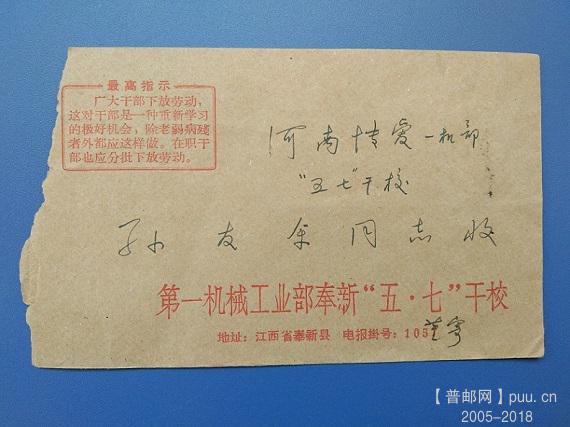 最高指示
广大干部下放劳动，
这对干部是一种重新学习
的极好机会，除老弱病残
者外都应这样做。在职干
部也应分批下放劳动。
河南博爱一机部
“五七”干校
孙友余同志收
第一机械工业部奉新“五·七”干校
地址：江西省奉新县 电报掛号：105
【普邮网】puu.cn
2005-2018